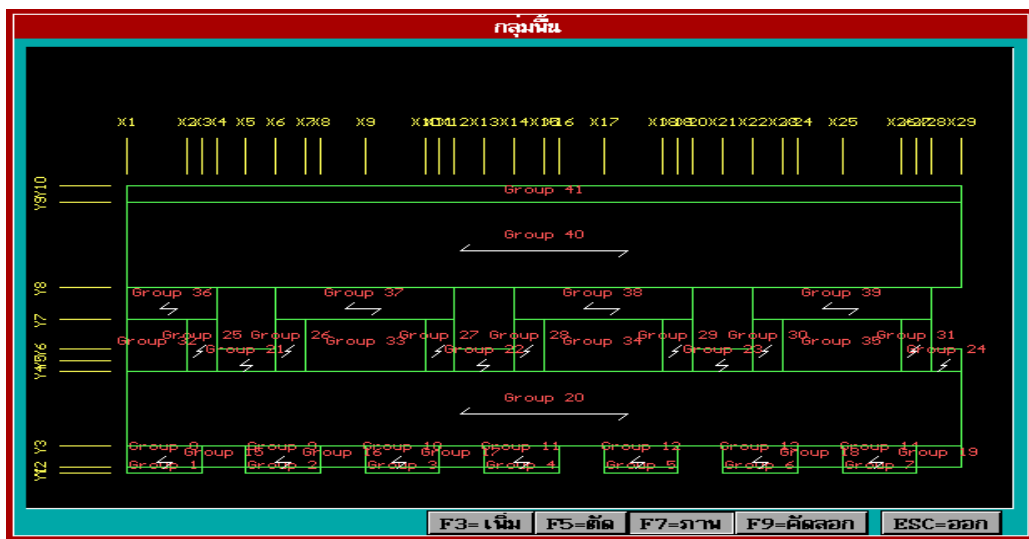 กลุ่มพื้น
X1 X2X3X4 X5 X6 X7X8 X9 X12X13X14 X16 X17 X20X21X22 X24 X25 X28X29
Y9Y10
Group 41
Group 40
Y8
Group 36 Group 37 Group 38 Group 39
Y7
Group 25 Group 26 Group 27 Group 28 Group 29 Group 30 Group 31
Group 32 Group 33 Group 34 Group 35
Group 21 Group 22 Group 23 Group 24
Y6
Group 20
Y3
Group 8 Group 9 Group 10 Group 11 Group 12 Group 13 Group 14
Group 15 Group 16 Group 17 Group 18 Group 19
Group 1 Group 2 Group 3 Group 4 Group 5 Group 6 Group 7
F3=เพิ่ม F5=ตัด F7=ภาพ F9=คัดลอก ESC=ออก